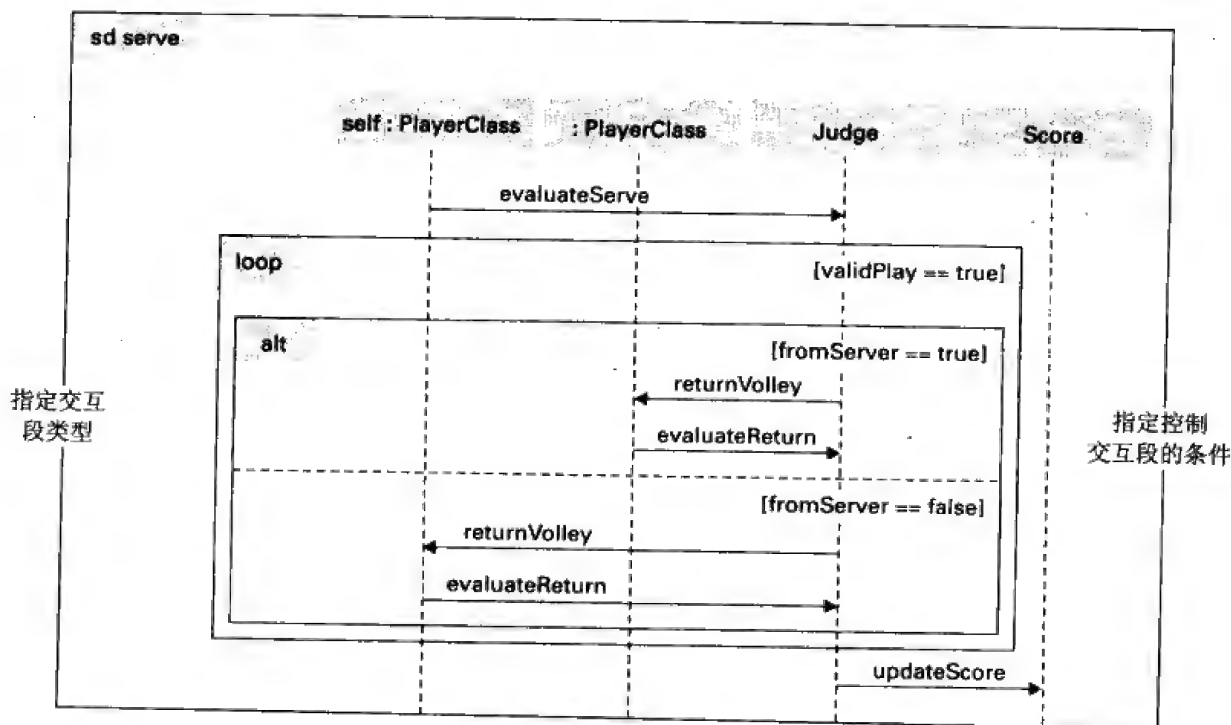 sd serve
self : PlayerClass
: PlayerClass
Judge
Score
evaluateServe
loop
[validPlay == true]
alt
[fromServer == true]
returnVolley
指定交互
段类型
evaluateReturn
指定控制
交互段的条件
[fromServer == false]
returnVolley
evaluateReturn
updateScore